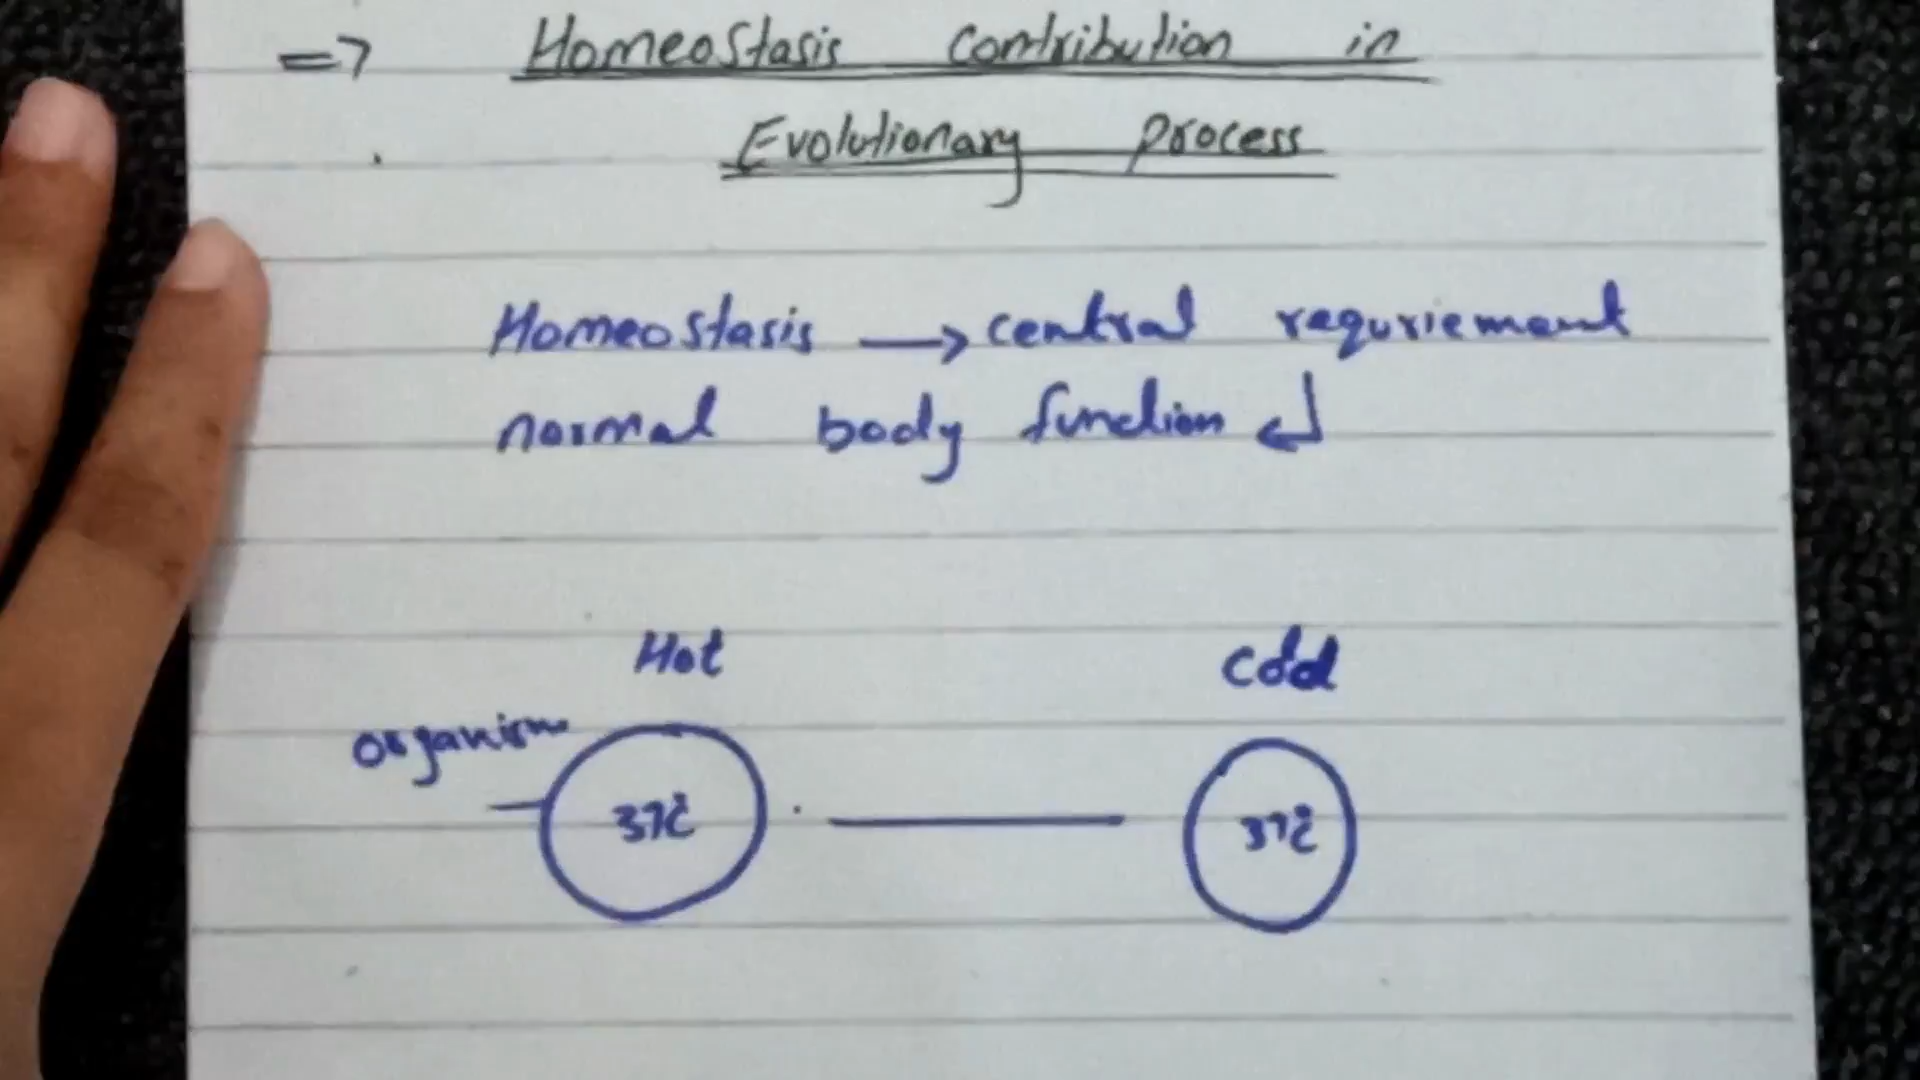 => Homeostasis contribution in
Evolutionary Process
Homeostasis → central requriement
normal body function ↲
Hot Cold
organism
37°C 37°C